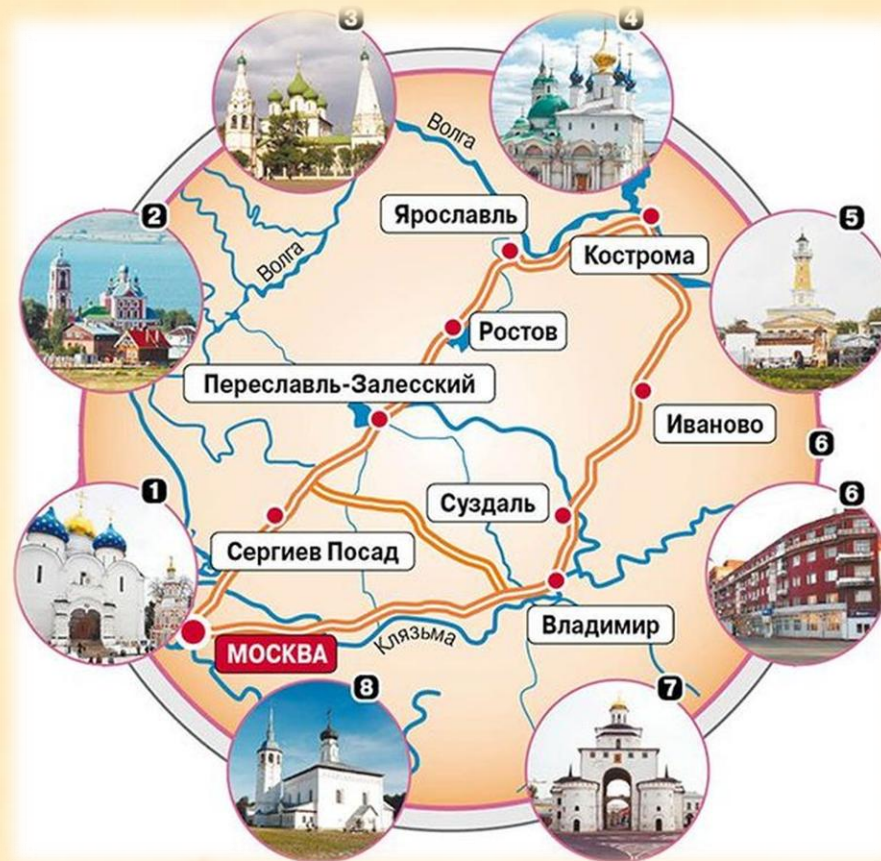 3
4
Волга
Ярославль
2
Кострома
5
Волга
Ростов
Переславль-Залесский
Иваново
6
1
Суздаль
6
Сергиев Посад
Владимир
Клязьма
МОСКВА
8
7